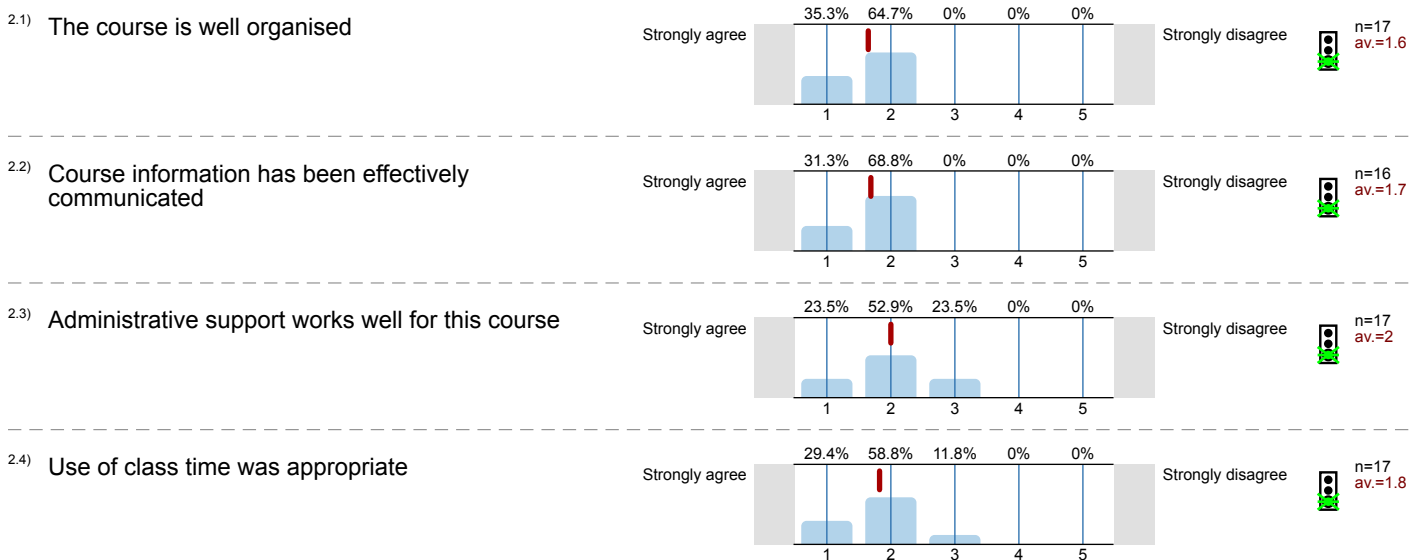 2.1) The course is well organised
35.3% 64.7% 0% 0% 0%
Strongly agree Strongly disagree
n=17
av.=1.6
1 2 3 4 5
2.2) Course information has been effectively
communicated
31.3% 68.8% 0% 0% 0%
Strongly agree Strongly disagree
n=16
av.=1.7
1 2 3 4 5
2.3) Administrative support works well for this course
23.5% 52.9% 23.5% 0% 0%
Strongly agree Strongly disagree
n=17
av.=2
1 2 3 4 5
2.4) Use of class time was appropriate
29.4% 58.8% 11.8% 0% 0%
Strongly agree Strongly disagree
n=17
av.=1.8
1 2 3 4 5